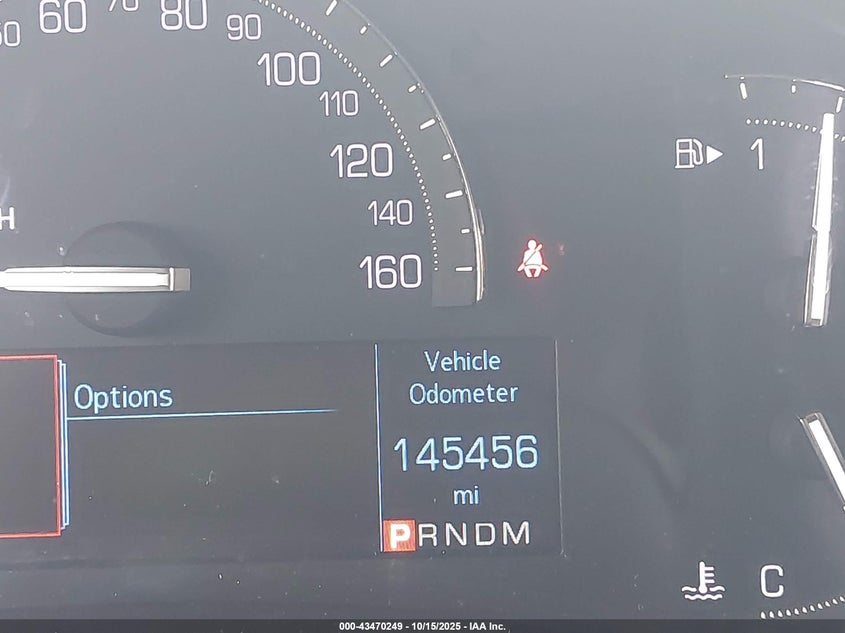 60 70 80
90
100
110
120
140
160
1
H
Options
Vehicle
Odometer
145456
mi
PRNDM
C
000-43470249 - 10/15/2025 - IAA Inc.